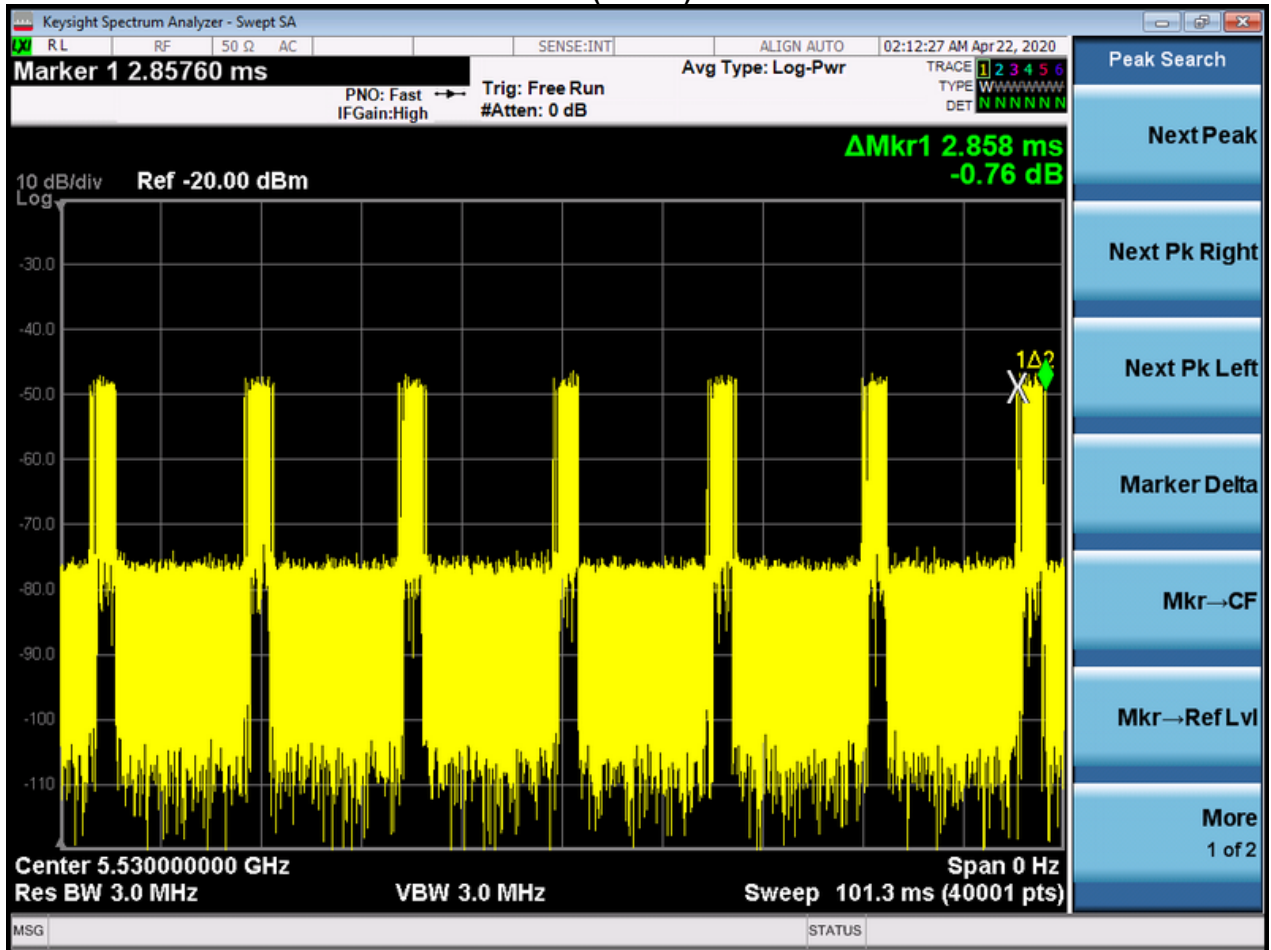 Keysight Spectrum Analyzer - Swept SA
LXI RL RF 50 Ω AC SENSE:INT ALIGN AUTO 02:12:27 AM Apr 22, 2020
Marker 1 2.85760 ms
PNO: Fast
IFGain:High
Trig: Free Run
#Atten: 0 dB
Avg Type: Log-Pwr
TRACE 1 2 3 4 5 6
TYPE W
DET N N N N N N
ΔMkr1 2.858 ms
-0.76 dB
10 dB/div Ref -20.00 dBm
Log
-30.0
-40.0
1Δ2
-50.0
-60.0
-70.0
-80.0
-90.0
-100
-110
Center 5.530000000 GHz Span 0 Hz
Res BW 3.0 MHz VBW 3.0 MHz Sweep 101.3 ms (40001 pts)
MSG STATUS
Peak Search
Next Peak
Next Pk Right
Next Pk Left
Marker Delta
Mkr→CF
Mkr→Ref Lvl
More
1 of 2